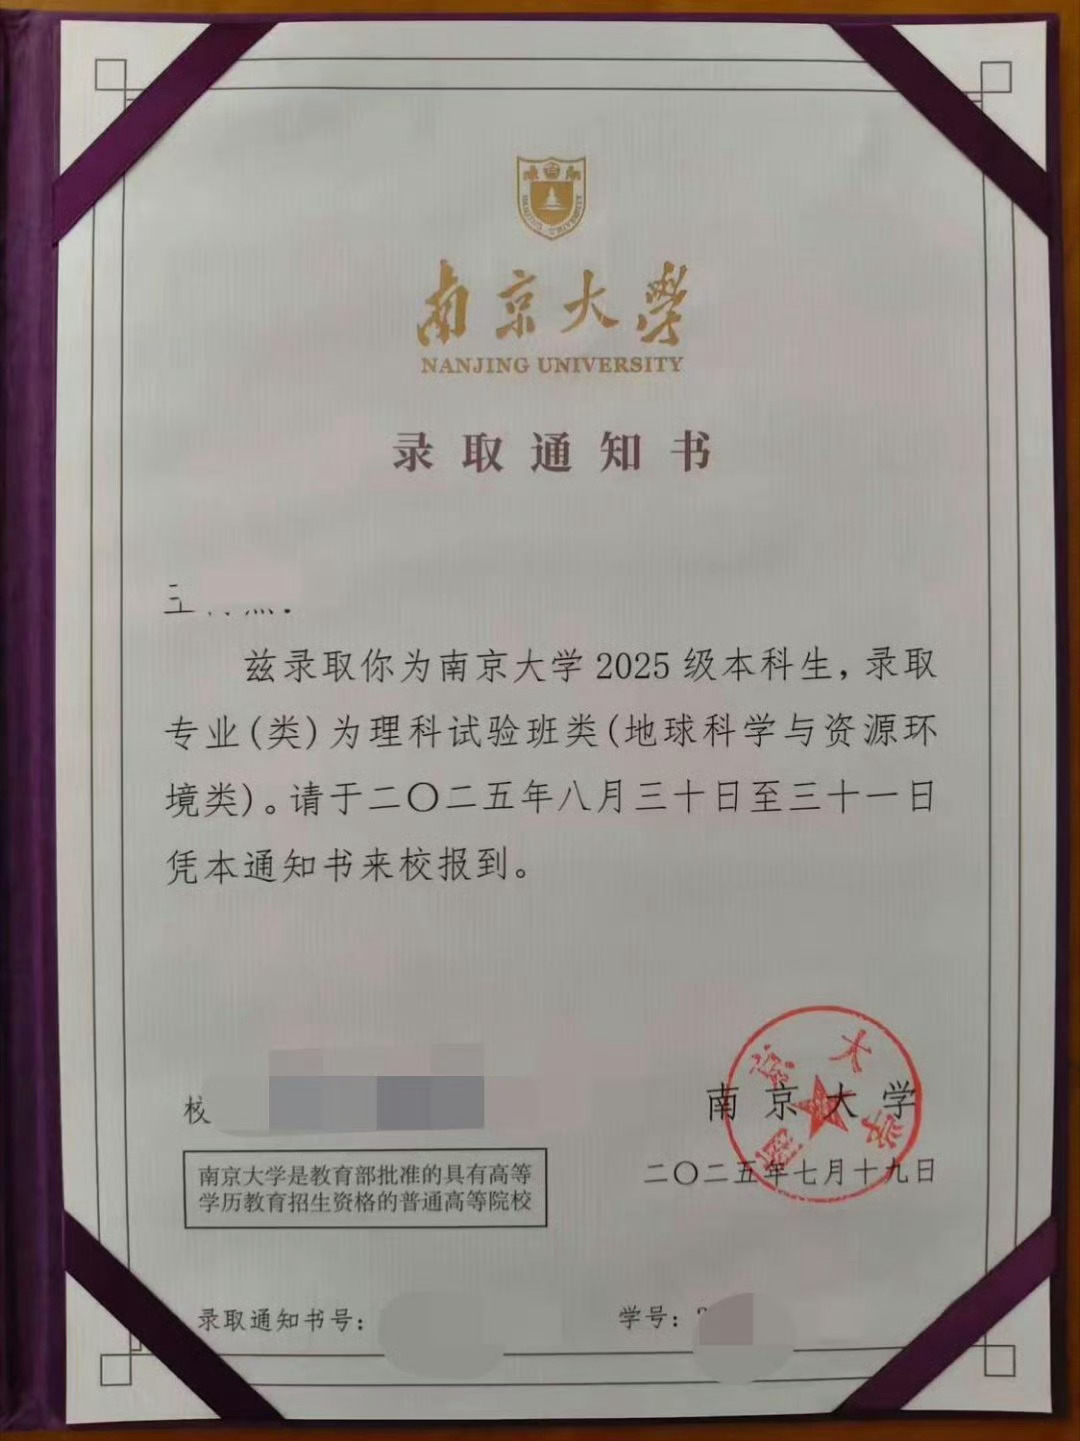 南京大學
NANJING UNIVERSITY
录取通知书
兹录取你为南京大学 2025 级本科生，录取
专业(类)为理科试验班类(地球科学与资源环
境类)。请于二〇二五年八月三十日至三十一日
凭本通知书来校报到。
校
南京大学
二〇二五年七月十九日
南京大学是教育部批准的具有高等
学历教育招生资格的普通高等院校
录取通知书号：
学号：